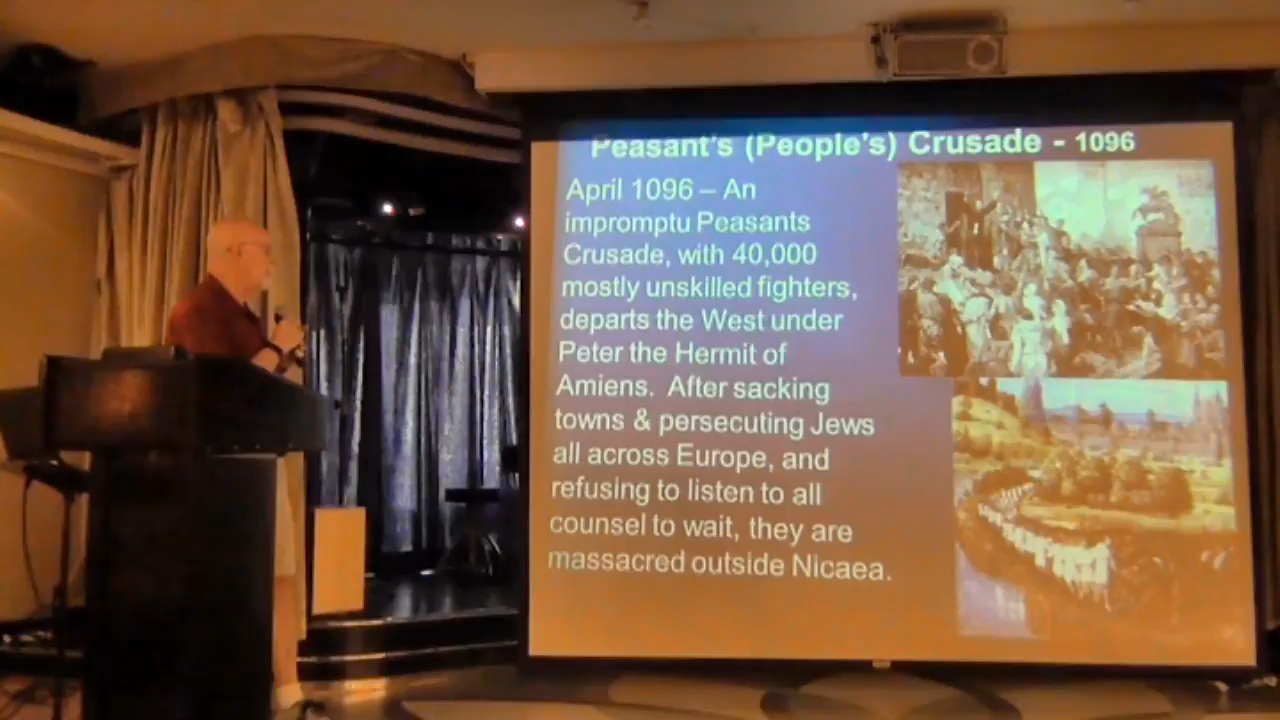 Peasant's (People's) Crusade - 1096
April 1096 – An
impromptu Peasants
Crusade, with 40,000
mostly unskilled fighters,
departs the West under
Peter the Hermit of
Amiens. After sacking
towns & persecuting Jews
all across Europe, and
refusing to listen to all
counsel to wait, they are
massacred outside Nicaea.